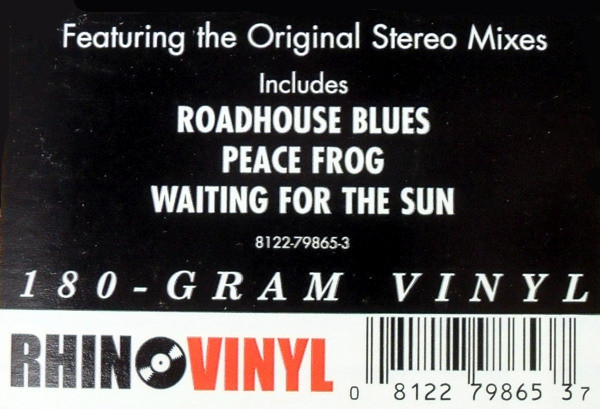 Featuring the Original Stereo Mixes
Includes
ROADHOUSE BLUES
PEACE FROG
WAITING FOR THE SUN
8122-79865-3
180-GRAM VINYL
RHINO VINYL
0 8122 79865 3 7